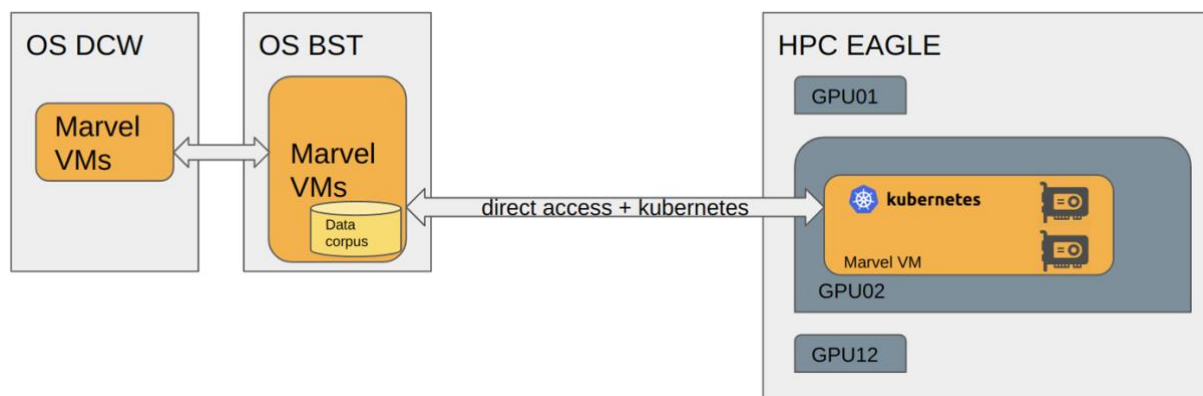 OS DCW
Marvel
VMs
OS BST
Marvel
VMs
Data
corpus
direct access + kubernetes
HPC EAGLE
GPU01
kubernetes
Marvel VM
GPU02
GPU12